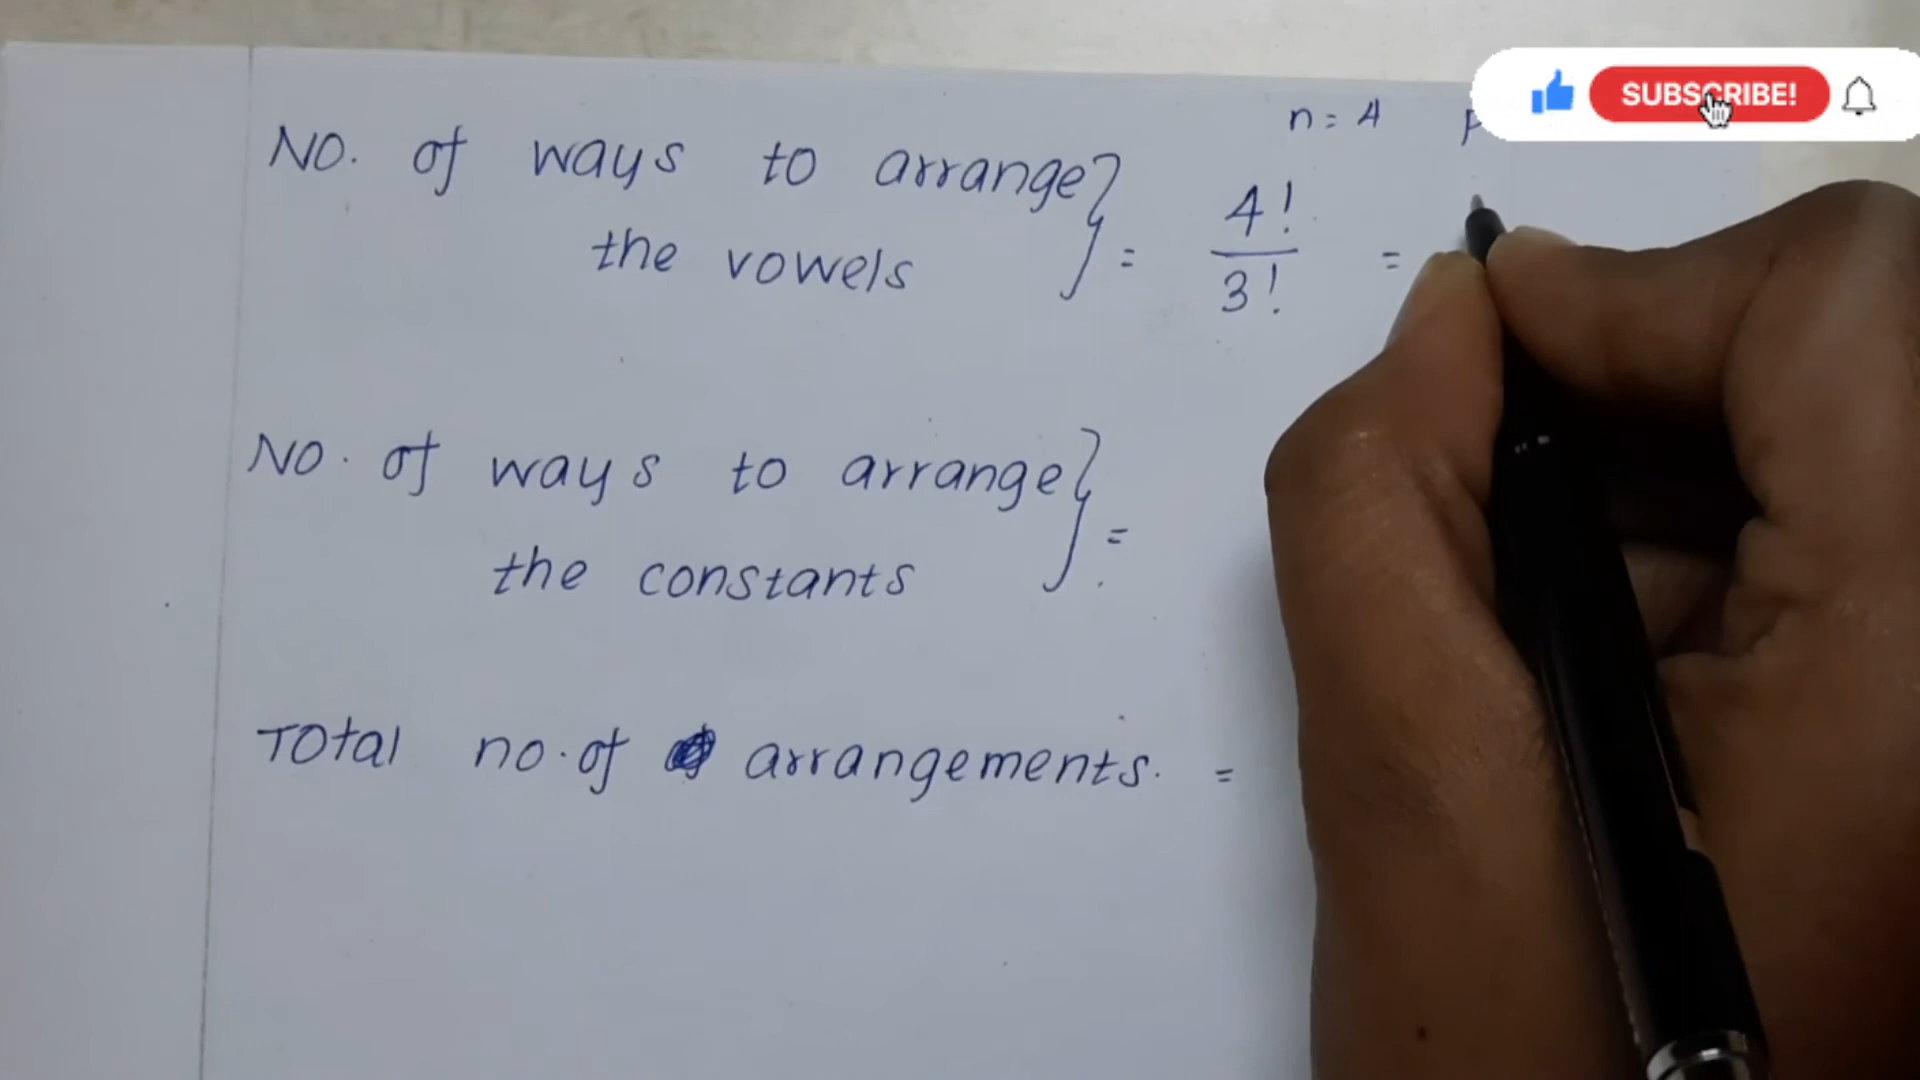 n = 4 P
SUBSCRIBE!
NO. of ways to arrange } = 4! / 3! =
the vowels
NO. of ways to arrange } =
the constants
TOtal no. of arrangements. =